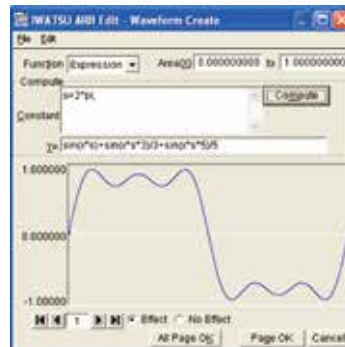 IWATSU ARB Edit - Waveform Create
File Edit
Function Expression Area(X) 0.000000000 to 1.000000000
Compute
s=2*pi; Compute
Constant
Y= sin(x*s)+sin(x*s*3)/3+sin(x*s*5)/5
1.000000
0.000000
-1.00000
1 Effect No Effect
All Page OK Page OK Cancel